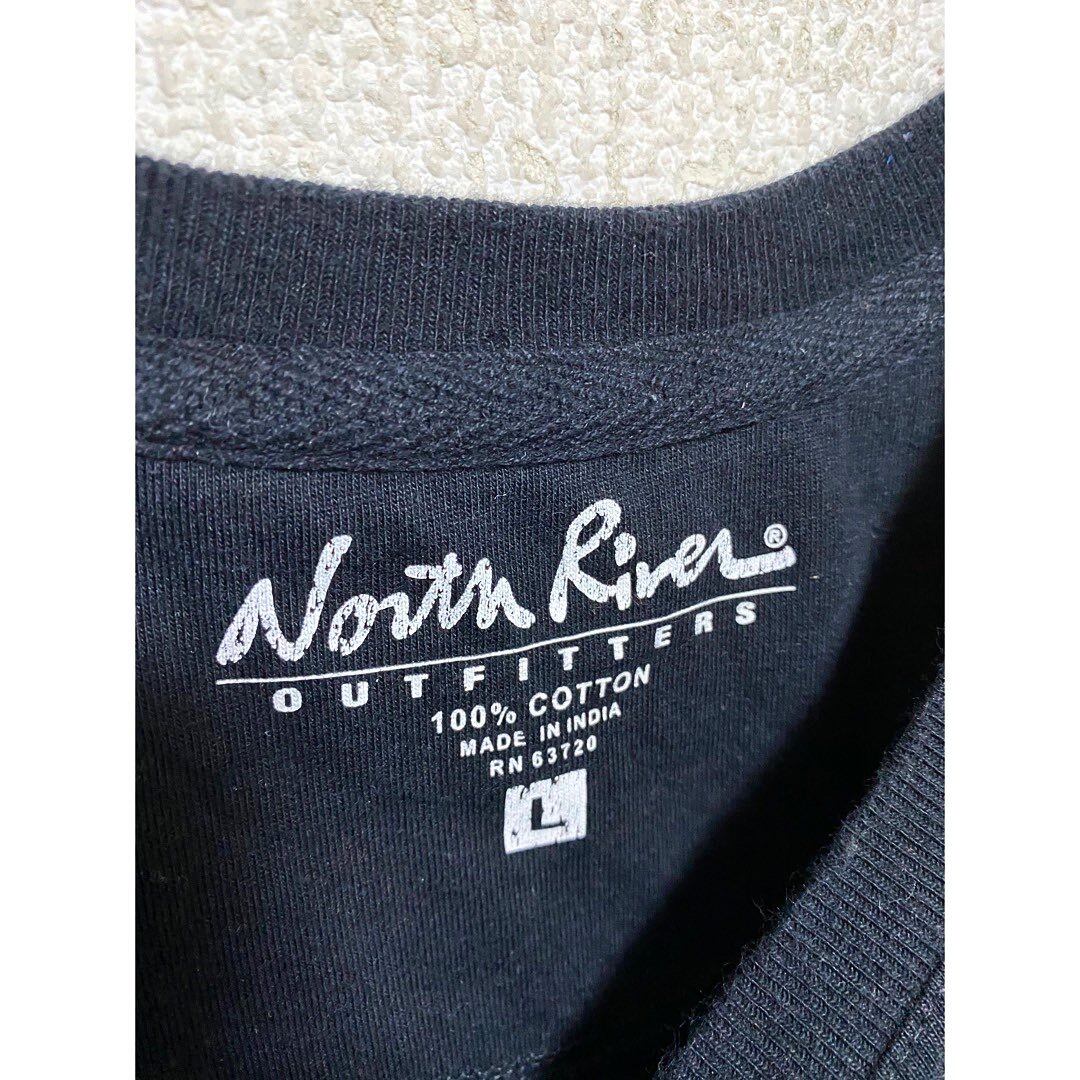 North River®
OUTFITTERS
100% COTTON
MADE IN INDIA
RN 63720
L